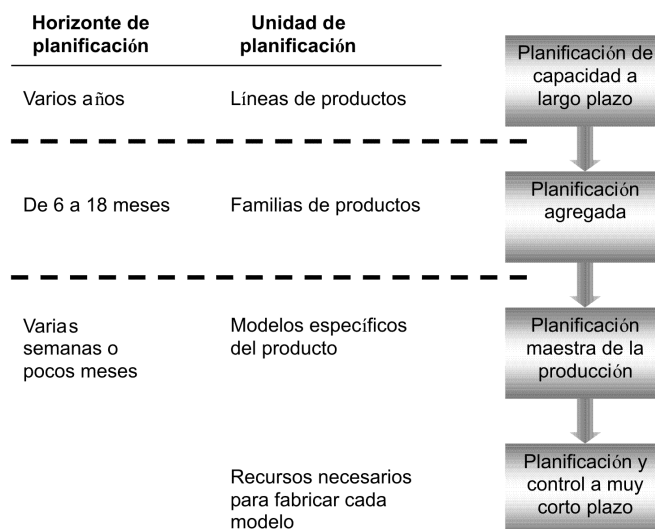 Horizonte de
planificación
Unidad de
planificación
Planificación de
capacidad a
largo plazo
Varios años
Líneas de productos
De 6 a 18 meses
Familias de productos
Planificación
agregada
Varias
semanas o
pocos meses
Modelos específicos
del producto
Planificación
maestra de la
producción
Recursos necesarios
para fabricar cada
modelo
Planificación y
control a muy
corto plazo